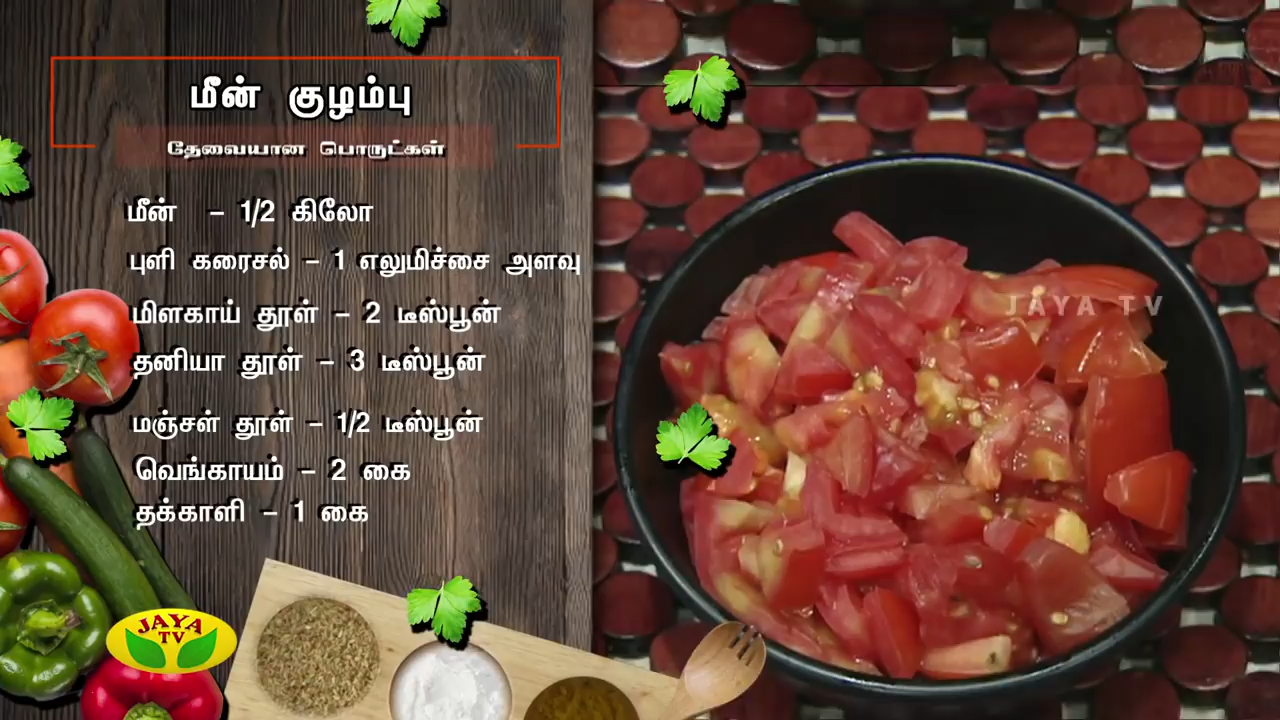 மீன் குழம்பு
தேவையான பொருட்கள்
மீன் - 1/2 கிலோ
புளி கரைசல் - 1 எலுமிச்சை அளவு
மிளகாய் தூள் - 2 டீஸ்பூன்
தனியா தூள் - 3 டீஸ்பூன்
மஞ்சள் தூள் - 1/2 டீஸ்பூன்
வெங்காயம் - 2 கை
தக்காளி - 1 கை
JAYA TV
JAYA TV